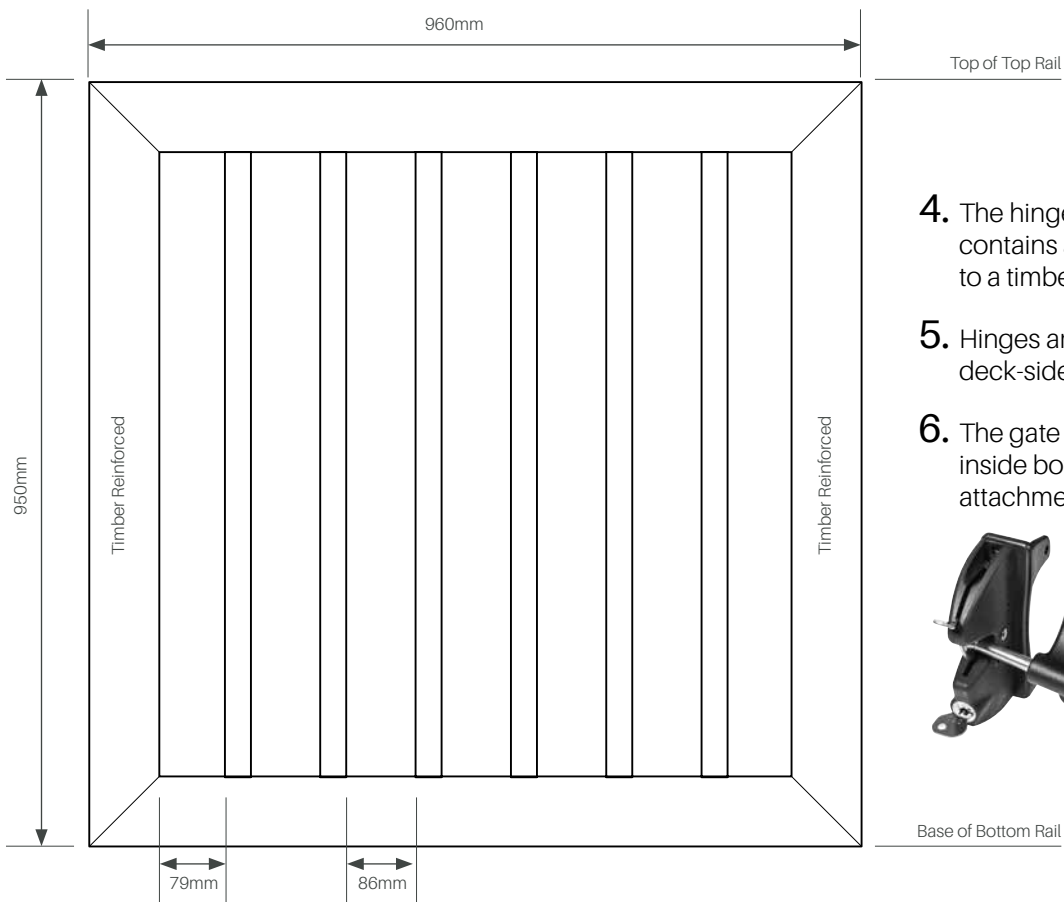 960mm
Top of Top Rail
4. The hinge
contains
to a timbe
5. Hinges ar
deck-side
6. The gate
inside bo
attachme
950mm
Timber Reinforced
Timber Reinforced
Base of Bottom Rail
79mm
86mm